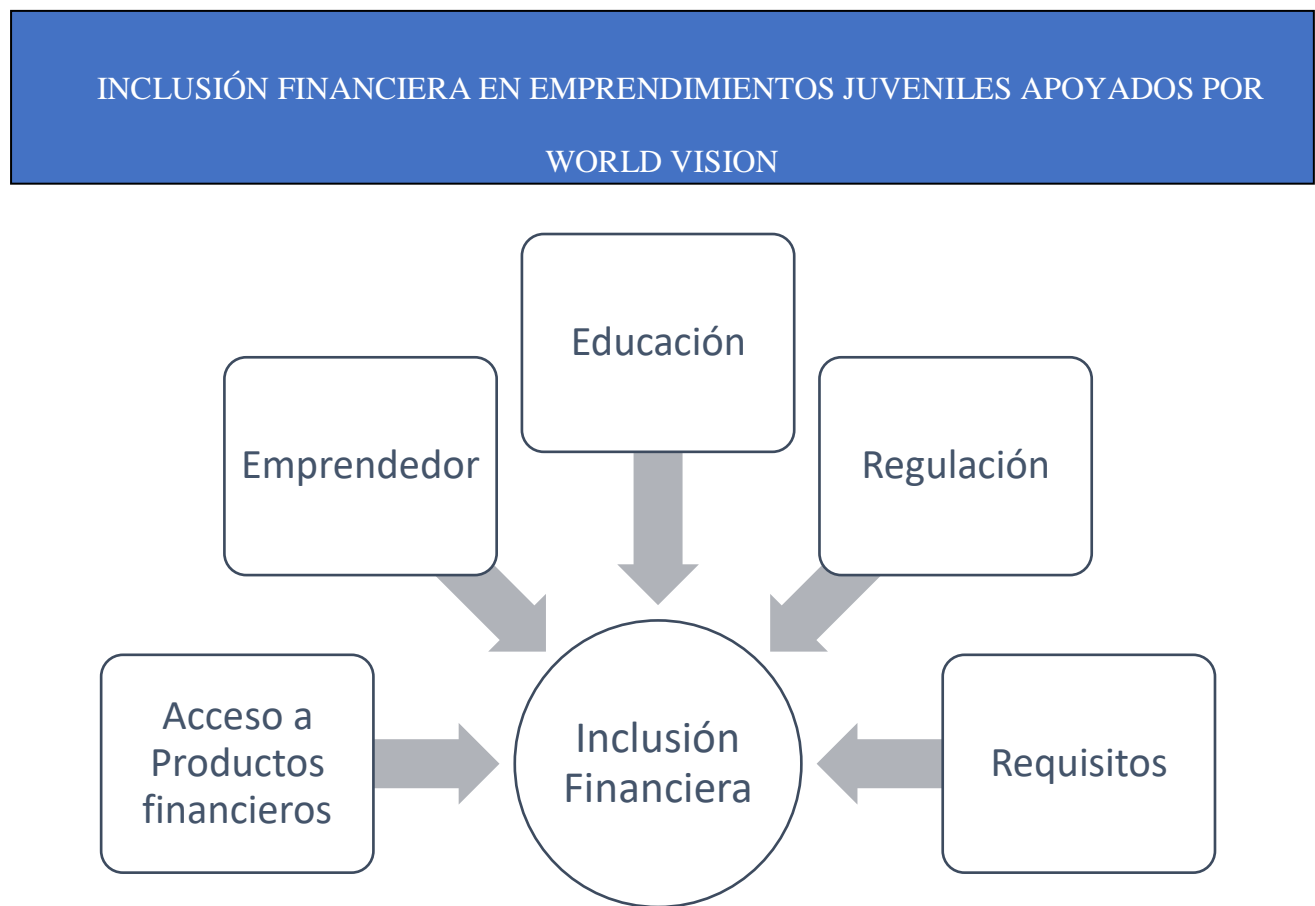 INCLUSIÓN FINANCIERA EN EMPRENDIMIENTOS JUVENILES APOYADOS POR
WORLD VISION
Educación
Emprendedor
Regulación
Acceso a
Productos
financieros
Inclusión
Financiera
Requisitos